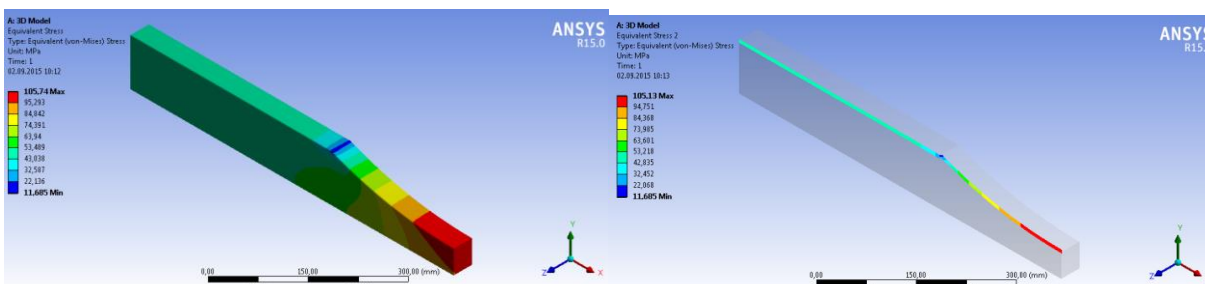 A: 3D Model
Equivalent Stress
Type: Equivalent (von-Mises) Stress
Unit: MPa
Time: 1
02.09.2015 10:12
105,74 Max
95,293
84,842
74,391
63,94
53,489
43,038
32,587
22,136
11,685 Min
ANSYS
R15.0
0,00
150,00
300,00 (mm)
Y
Z
X
A: 3D Model
Equivalent Stress 2
Type: Equivalent (von-Mises) Stress
Unit: MPa
Time: 1
02.09.2015 10:13
105,13 Max
94,751
84,368
73,985
63,601
53,218
42,835
32,452
22,068
11,685 Min
ANSYS
R15.
0,00
150,00
300,00 (mm)
Y
Z
X